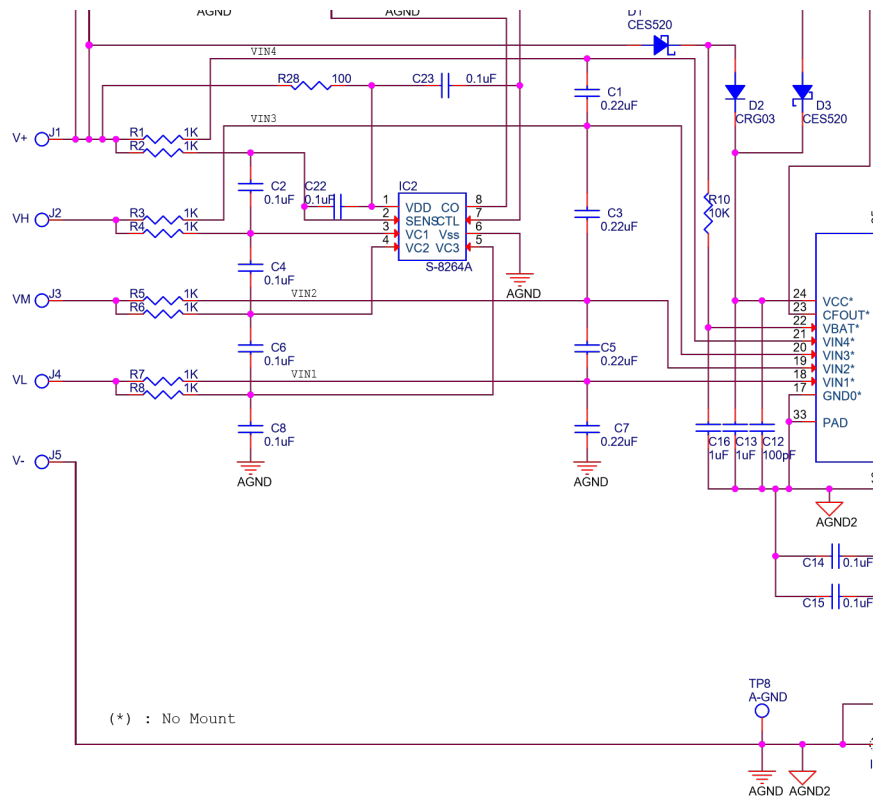 AGND
AGND
D1
CES520
VIN4
R28
100
C23
0.1uF
C1
0.22uF
D2
CRG03
D3
CES520
VIN3
V+
J1
R1
1K
R2
1K
C2
0.1uF
C22
0.1uF
IC2
R10
10K
1
VDD
CO
8
2
SENS
CTL
7
3
VC1
Vss
6
4
VC2
VC3
5
S-8264A
C3
0.22uF
VH
J2
R3
1K
R4
1K
C4
0.1uF
AGND
VM
J3
R5
1K
R6
1K
VIN2
24
VCC*
23
CFOUT*
22
VBAT*
21
VIN4*
20
VIN3*
19
VIN2*
18
VIN1*
17
GND0*
33
PAD
C6
0.1uF
C5
0.22uF
VL
J4
R7
1K
R8
1K
VIN1
C8
0.1uF
C7
0.22uF
C16
1uF
C13
1uF
C12
100pF
V-
J5
AGND
AGND
AGND2
C14
0.1uF
C15
0.1uF
TP8
A-GND
(*) : No Mount
AGND
AGND2